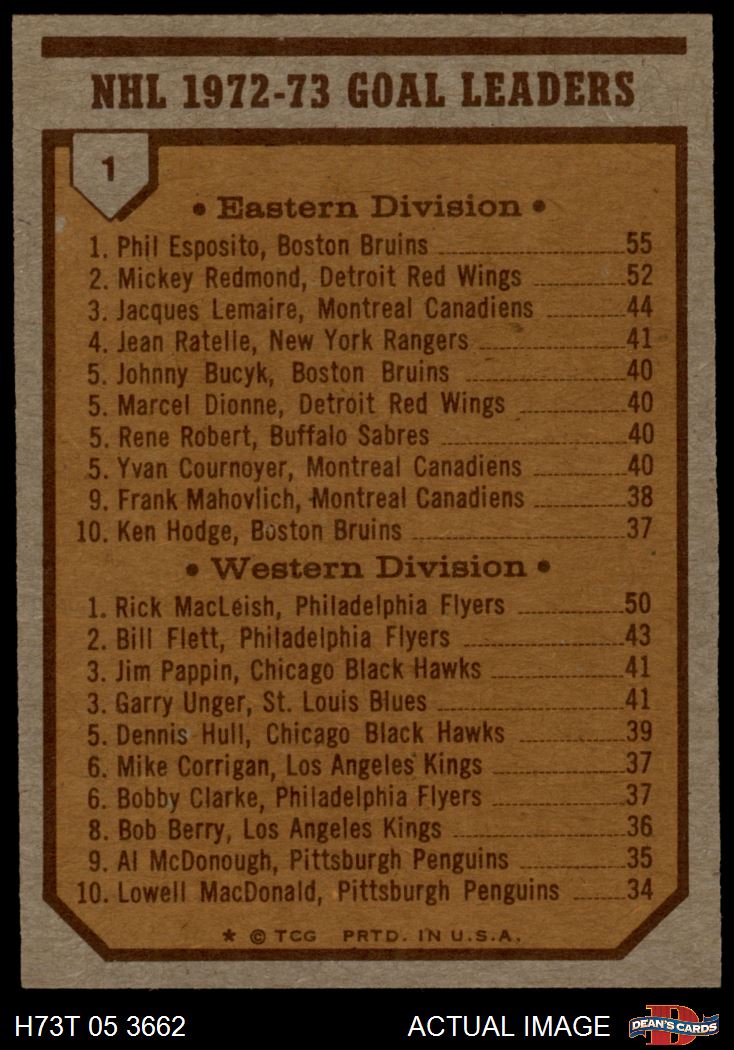 NHL 1972-73 GOAL LEADERS
1
• Eastern Division •
1. Phil Esposito, Boston Bruins 55
2. Mickey Redmond, Detroit Red Wings 52
3. Jacques Lemaire, Montreal Canadiens 44
4. Jean Ratelle, New York Rangers 41
5. Johnny Bucyk, Boston Bruins 40
5. Marcel Dionne, Detroit Red Wings 40
5. Rene Robert, Buffalo Sabres 40
5. Yvan Cournoyer, Montreal Canadiens 40
9. Frank Mahovlich, Montreal Canadiens 38
10. Ken Hodge, Boston Bruins 37
• Western Division •
1. Rick MacLeish, Philadelphia Flyers 50
2. Bill Flett, Philadelphia Flyers 43
3. Jim Pappin, Chicago Black Hawks 41
3. Garry Unger, St. Louis Blues 41
5. Dennis Hull, Chicago Black Hawks 39
6. Mike Corrigan, Los Angeles Kings 37
6. Bobby Clarke, Philadelphia Flyers 37
8. Bob Berry, Los Angeles Kings 36
9. Al McDonough, Pittsburgh Penguins 35
10. Lowell MacDonald, Pittsburgh Penguins 34
* © TCG PRTD. IN U.S.A.
H73T 05 3662 ACTUAL IMAGE D DEAN'S CARDS